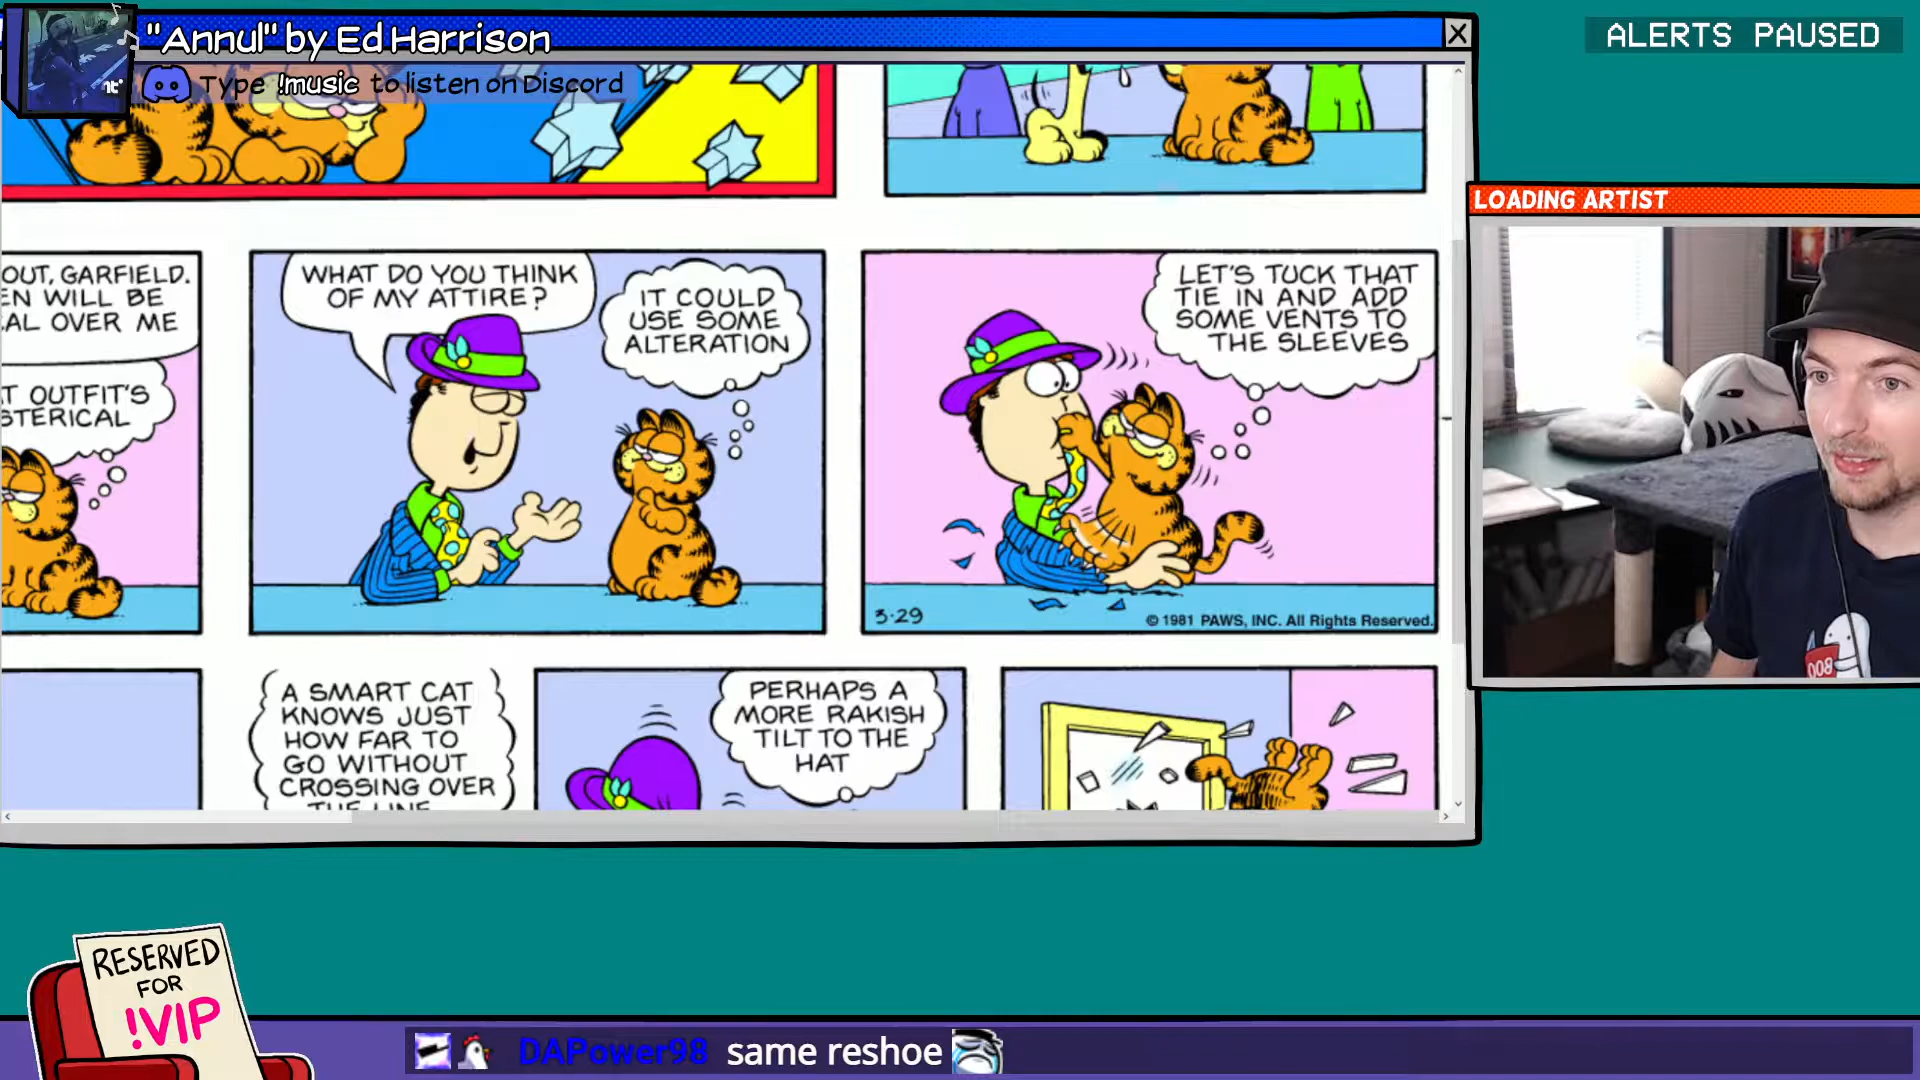 "Annul" by Ed Harrison
Type !music to listen on Discord
ALERTS PAUSED
LOADING ARTIST
OUT, GARFIELD.
EN WILL BE
AL OVER ME
T OUTFIT'S
STERICAL
WHAT DO YOU THINK
OF MY ATTIRE?
IT COULD
USE SOME
ALTERATION
LET'S TUCK THAT
TIE IN AND ADD
SOME VENTS TO
THE SLEEVES
3-29
© 1981 PAWS, INC. All Rights Reserved.
A SMART CAT
KNOWS JUST
HOW FAR TO
GO WITHOUT
CROSSING OVER
THE LINE
PERHAPS A
MORE RAKISH
TILT TO THE
HAT
BOO
RESERVED
FOR
!VIP
DAPower98 same reshoe